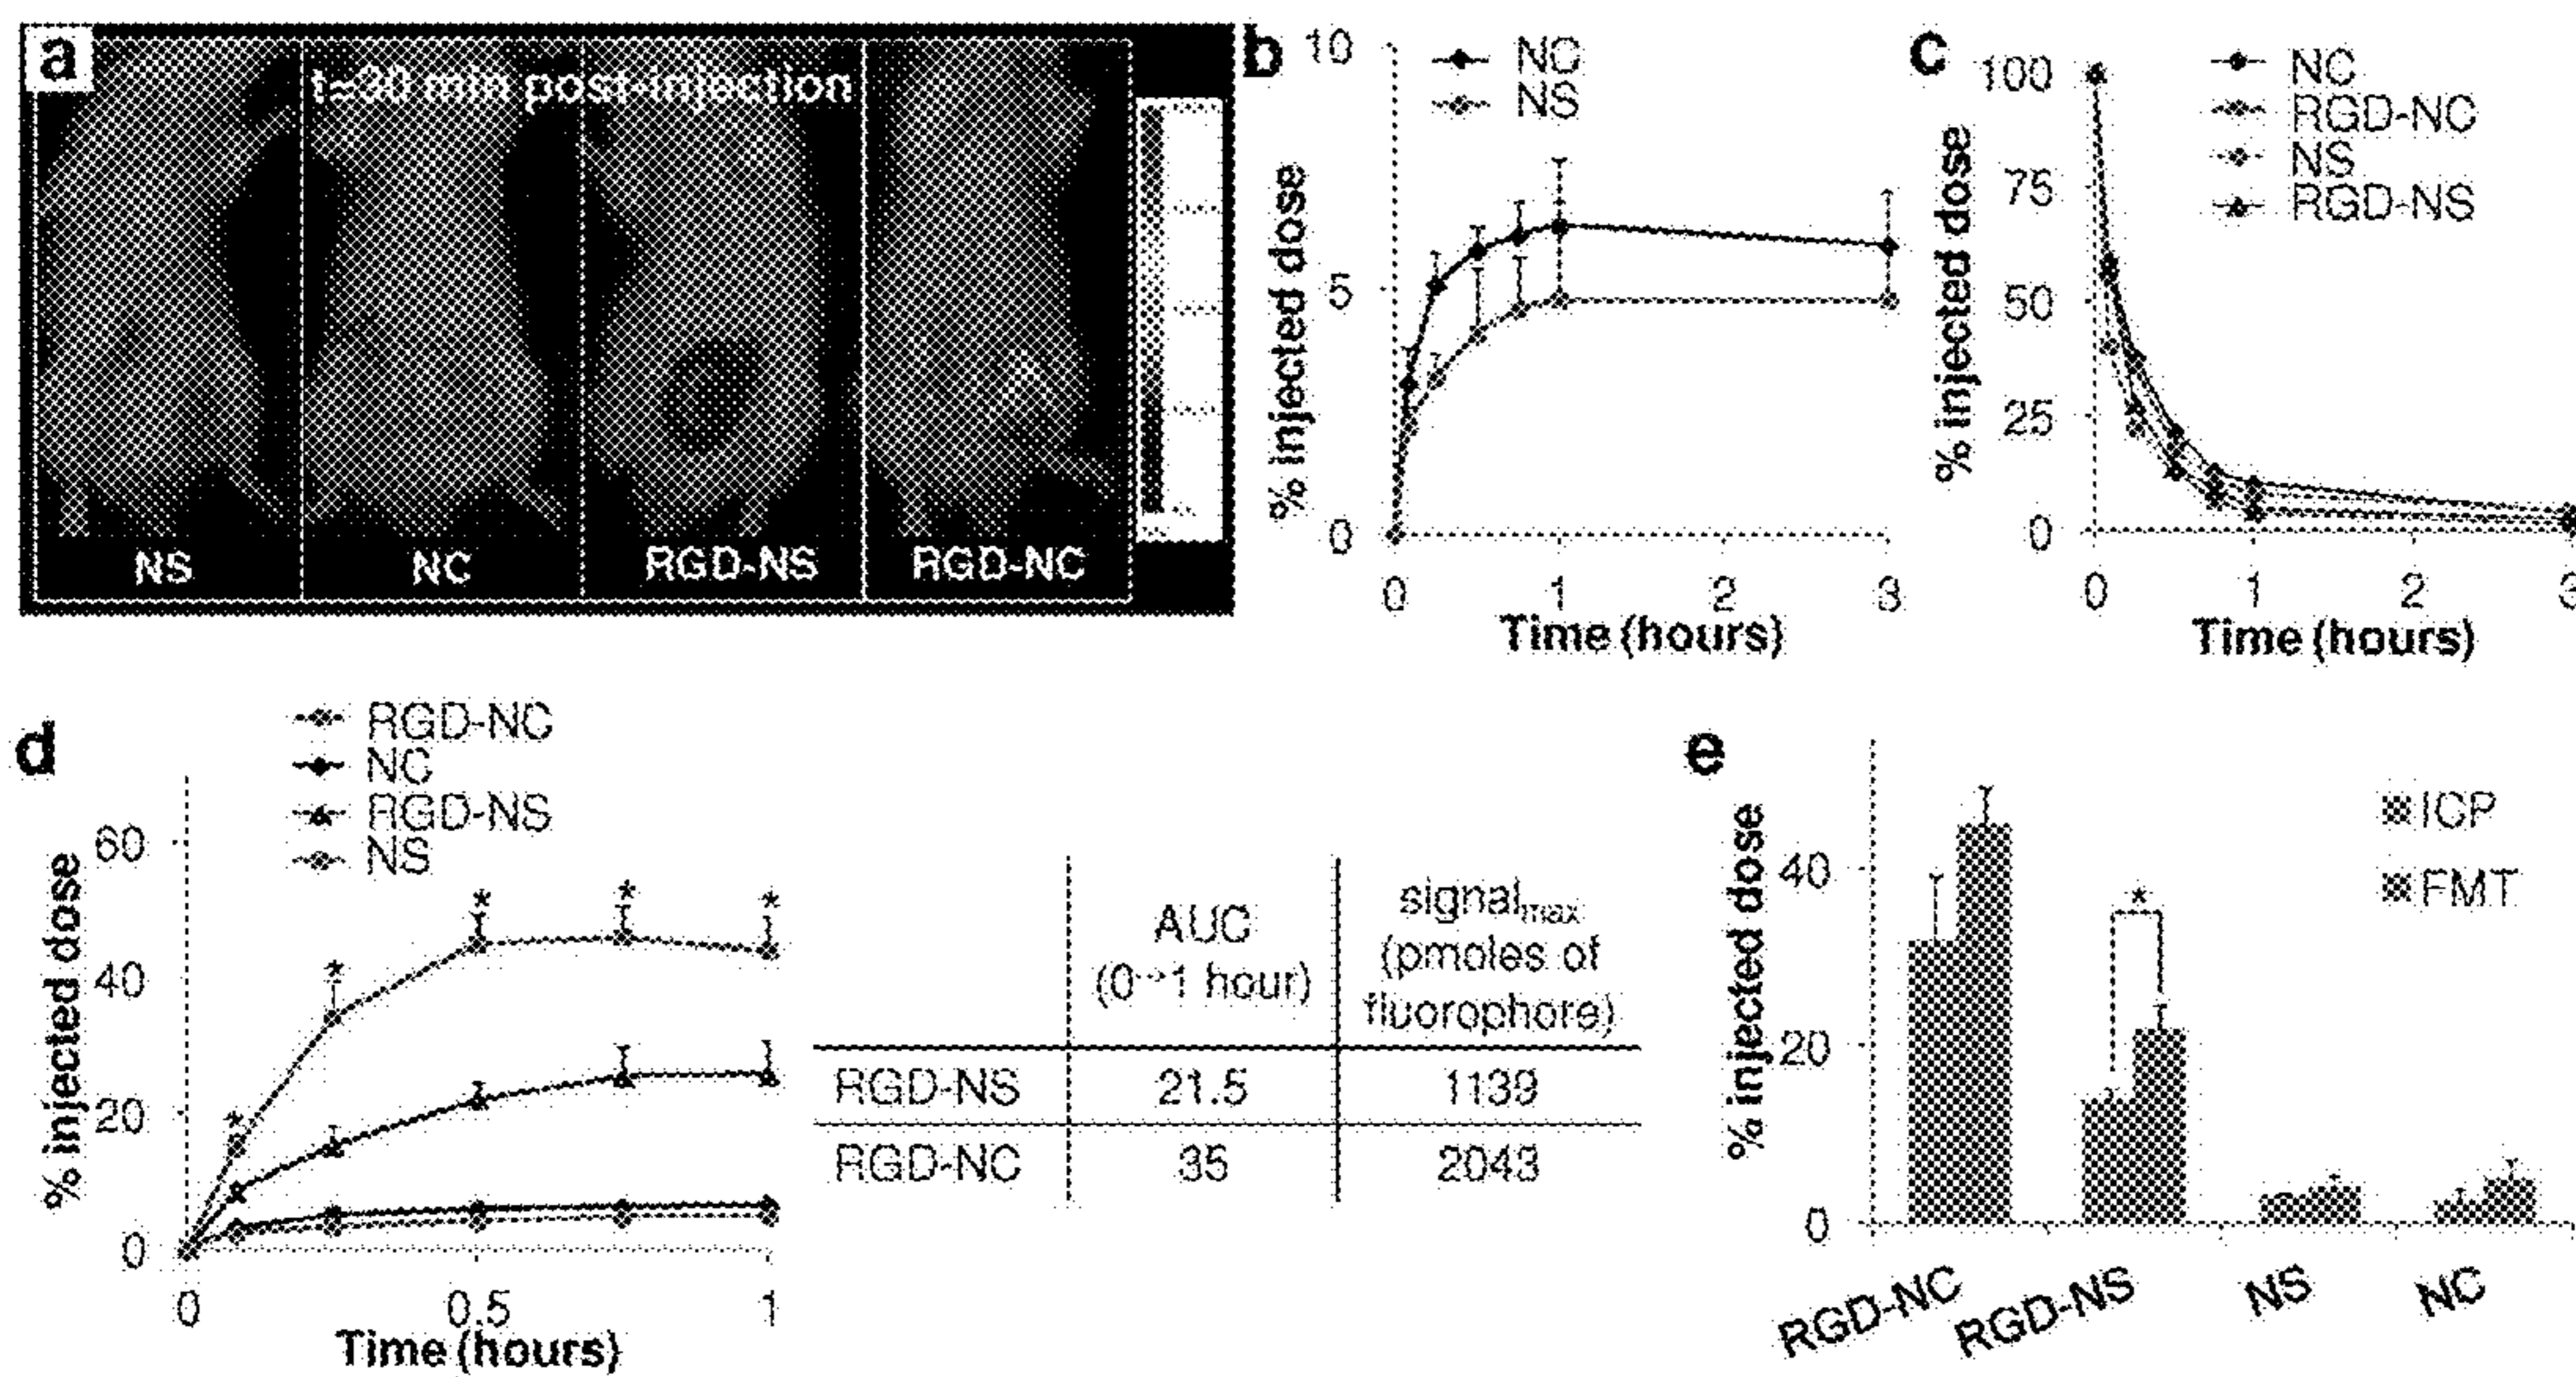 a
t=30 min post-injection
NS NC RGD-NS RGD-NC
b
10
5
0
% injected dose
NC
NS
0 1 2 3
Time (hours)
c
100
75
50
25
0
% injected dose
NC
RGD-NC
NS
RGD-NS
0 1 2 3
Time (hours)
d
RGD-NC
NC
RGD-NS
NS
60
40
20
0
% injected dose
* * * * *
0 0.5 1
Time (hours)
AUC
(0→1 hour)
signalmax
(pmoles of
fluorophore)
RGD-NS 21.5 1139
RGD-NC 35 2043
e
40
20
0
% injected dose
*
ICP
FMT
RGD-NC RGD-NS NS NC